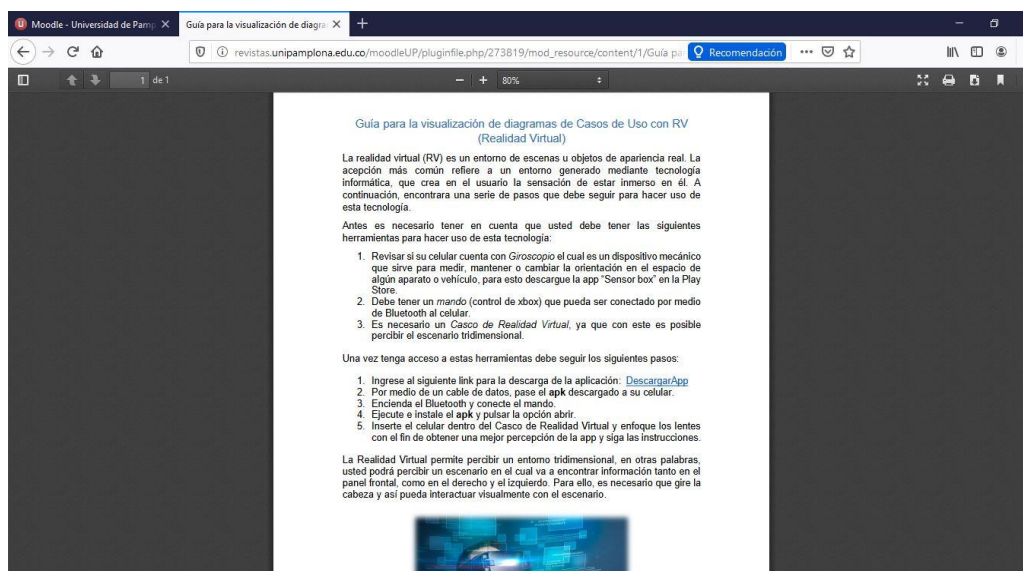 Moodle - Universidad de Pamp
Guía para la visualización de diagra
revistas.unipamplona.edu.co/moodleUP/pluginfile.php/273819/mod_resource/content/1/Guía pa
Recomendación
1 de 1
80%
Guía para la visualización de diagramas de Casos de Uso con RV
(Realidad Virtual)
La realidad virtual (RV) es un entorno de escenas u objetos de apariencia real. La
acepción más común refiere a un entorno generado mediante tecnología
informática, que crea en el usuario la sensación de estar inmerso en él. A
continuación, encontrara una serie de pasos que debe seguir para hacer uso de
esta tecnología.
Antes es necesario tener en cuenta que usted debe tener las siguientes
herramientas para hacer uso de esta tecnología:
1. Revisar si su celular cuenta con Giroscopio el cual es un dispositivo mecánico
que sirve para medir, mantener o cambiar la orientación en el espacio de
algún aparato o vehículo, para esto descargue la app "Sensor box" en la Play
Store.
2. Debe tener un mando (control de xbox) que pueda ser conectado por medio
de Bluetooth al celular.
3. Es necesario un Casco de Realidad Virtual, ya que con este es posible
percibir el escenario tridimensional.
Una vez tenga acceso a estas herramientas debe seguir los siguientes pasos:
1. Ingrese al siguiente link para la descarga de la aplicación: DescargarApp
2. Por medio de un cable de datos, pase el apk descargado a su celular.
3. Encienda el Bluetooth y conecte el mando.
4. Ejecute e instale el apk y pulsar la opción abrir.
5. Inserte el celular dentro del Casco de Realidad Virtual y enfoque los lentes
con el fin de obtener una mejor percepción de la app y siga las instrucciones.
La Realidad Virtual permite percibir un entorno tridimensional, en otras palabras,
usted podrá percibir un escenario en el cual va a encontrar información tanto en el
panel frontal, como en el derecho y el izquierdo. Para ello, es necesario que gire la
cabeza y así pueda interactuar visualmente con el escenario.